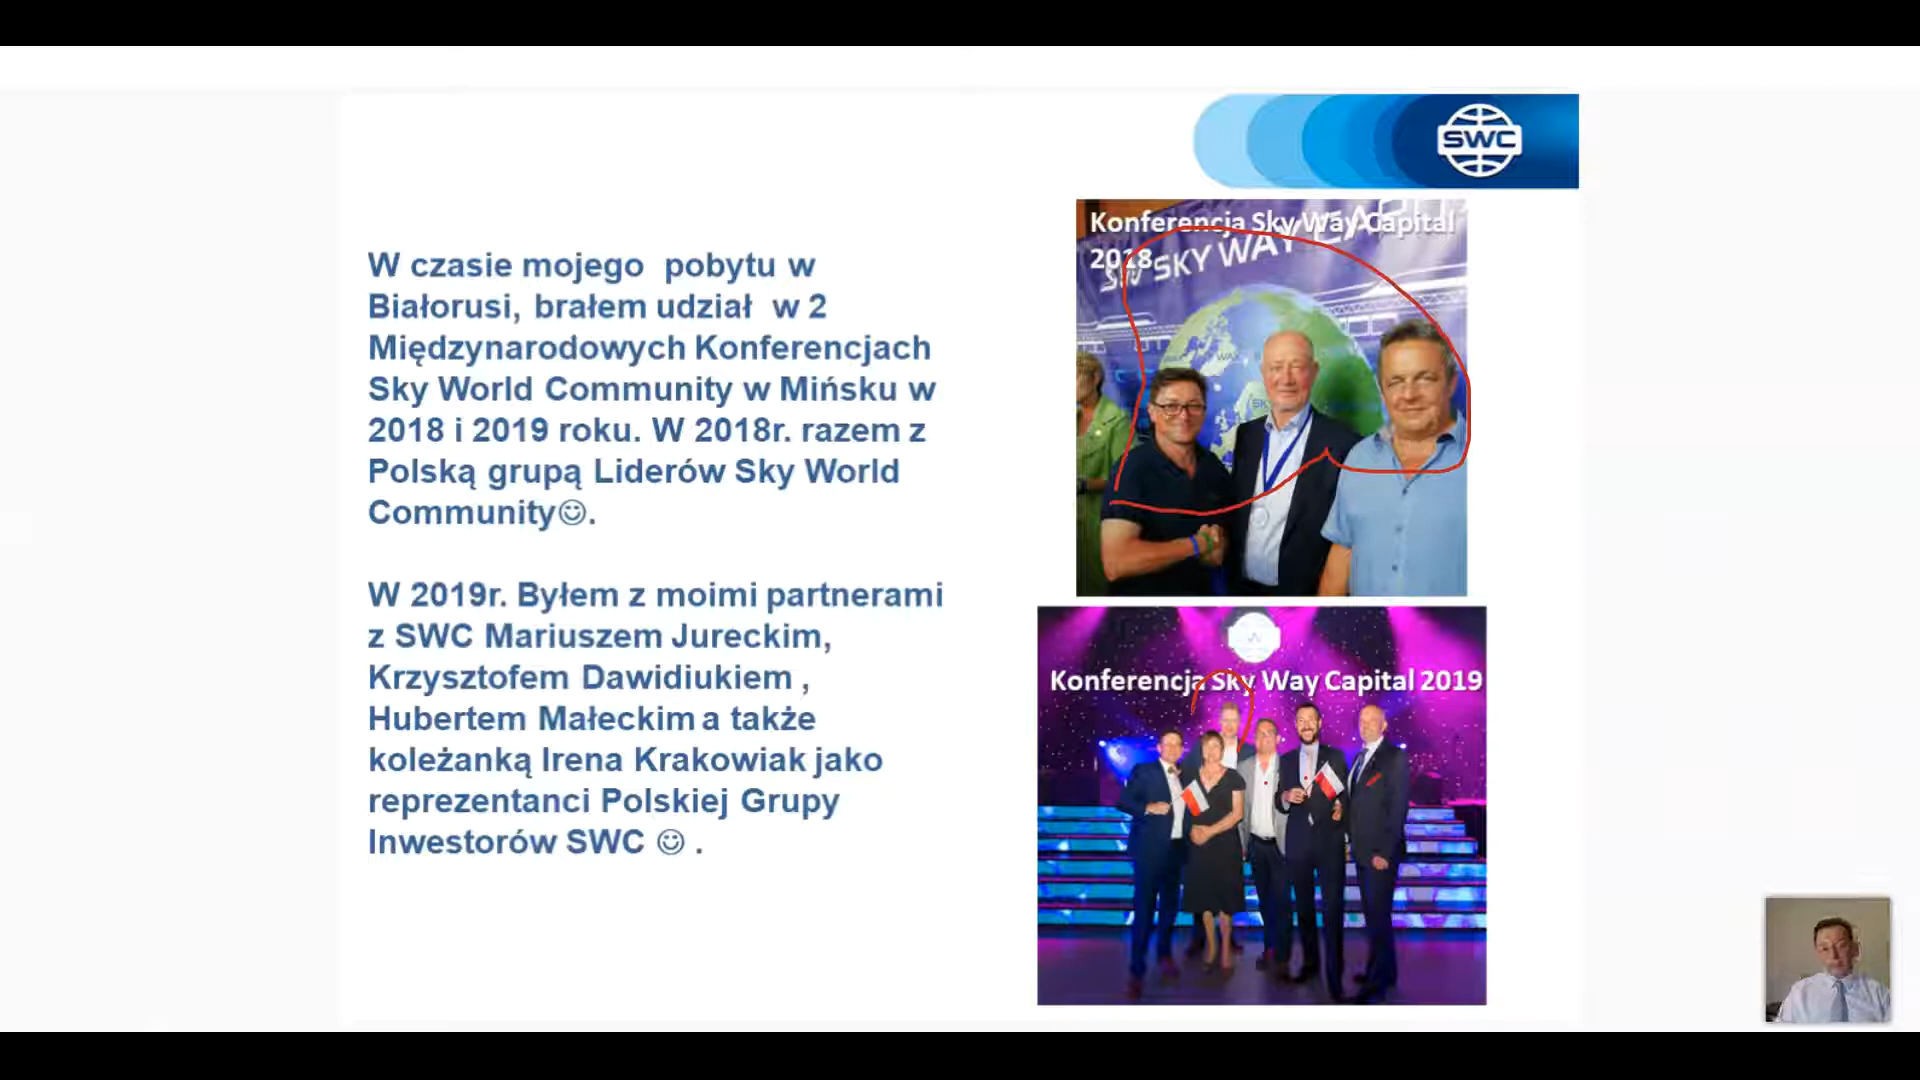 SWC
W czasie mojego pobytu w
Białorusi, brałem udział w 2
Międzynarodowych Konferencjach
Sky World Community w Mińsku w
2018 i 2019 roku. W 2018r. razem z
Polską grupą Liderów Sky World
Community☺.
W 2019r. Byłem z moimi partnerami
z SWC Mariuszem Jureckim,
Krzysztofem Dawidiukiem ,
Hubertem Małeckim a także
koleżanką Irena Krakowiak jako
reprezentanci Polskiej Grupy
Inwestorów SWC ☺ .
Konferencja Sky Way Capital
2018
SKY WAY
Konferencja Sky Way Capital 2019